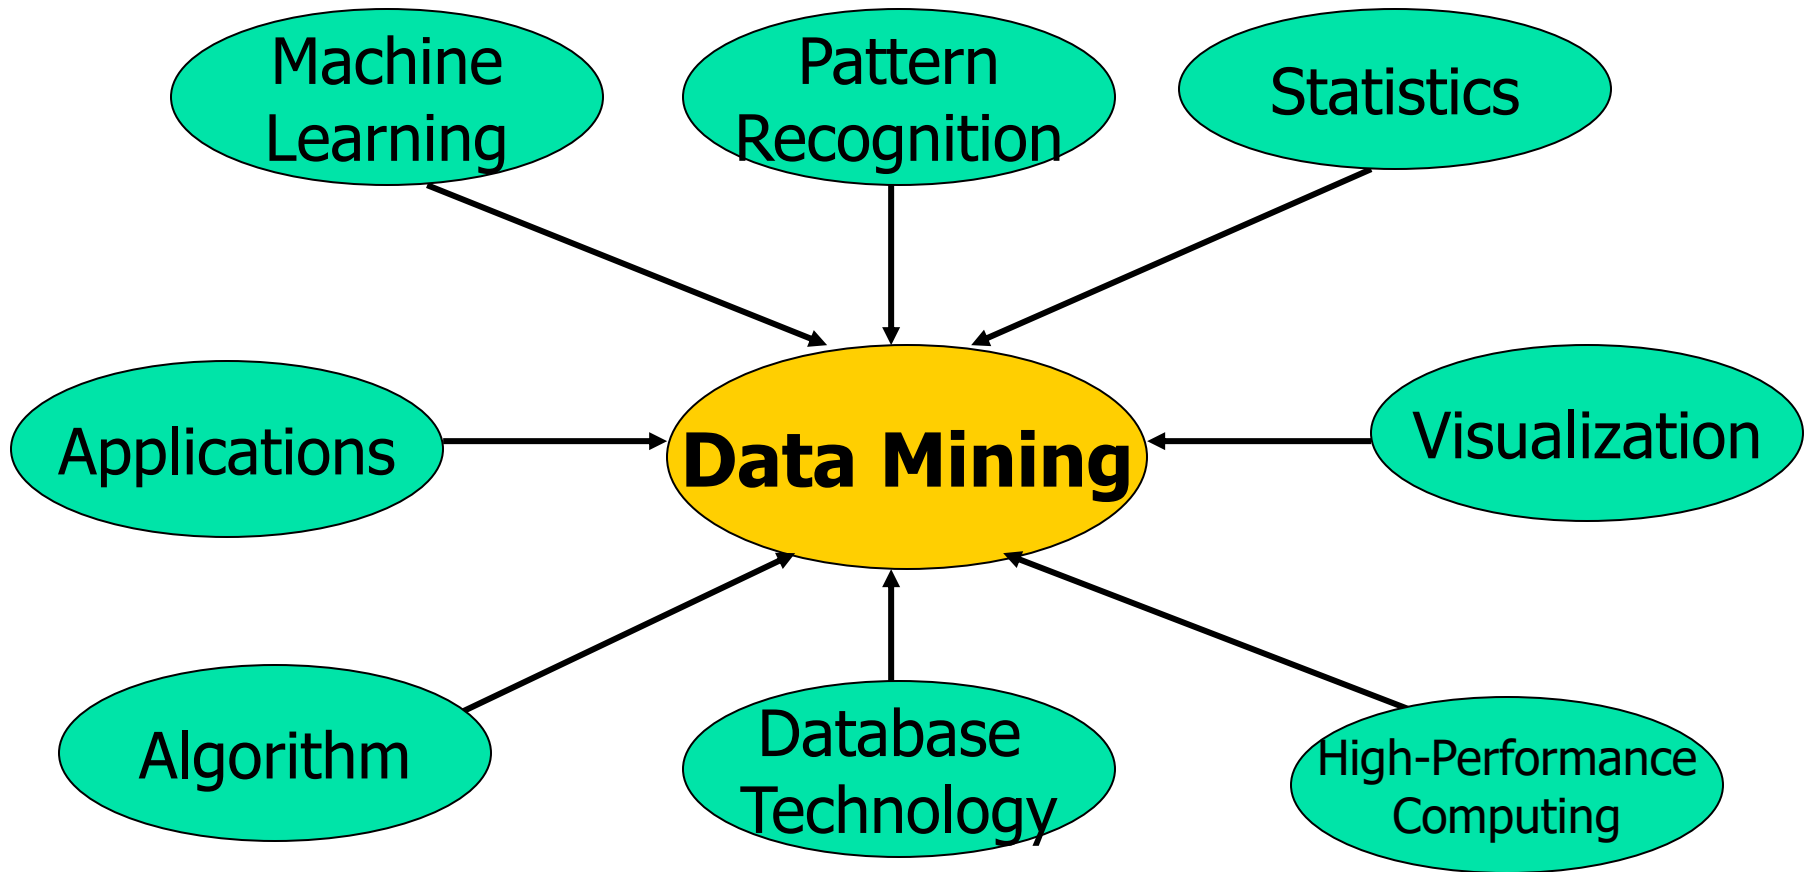 Machine
Learning
Pattern
Recognition
Statistics
Applications
Data Mining
Visualization
Algorithm
Database
Technology
High-Performance
Computing